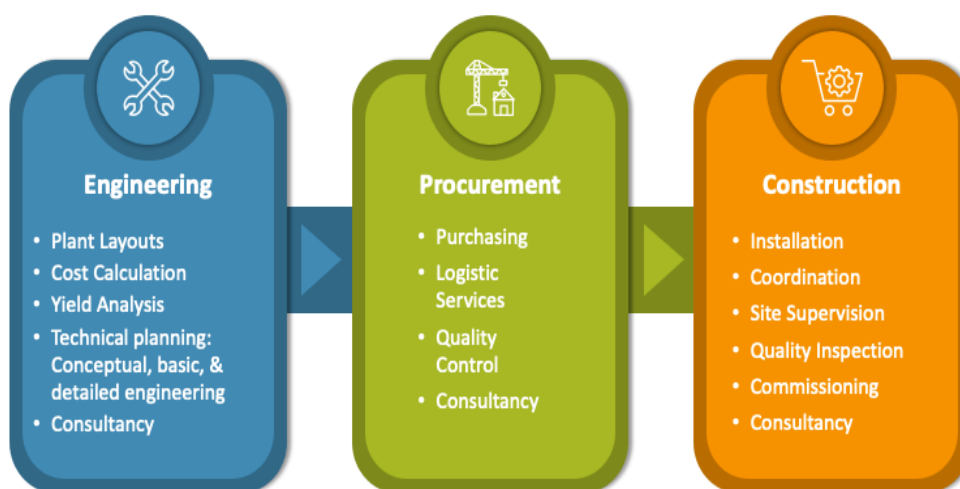 Engineering
• Plant Layouts
• Cost Calculation
• Yield Analysis
• Technical planning:
Conceptual, basic, &
detailed engineering
• Consultancy
Procurement
• Purchasing
• Logistic
Services
• Quality
Control
• Consultancy
Construction
• Installation
• Coordination
• Site Supervision
• Quality Inspection
• Commissioning
• Consultancy